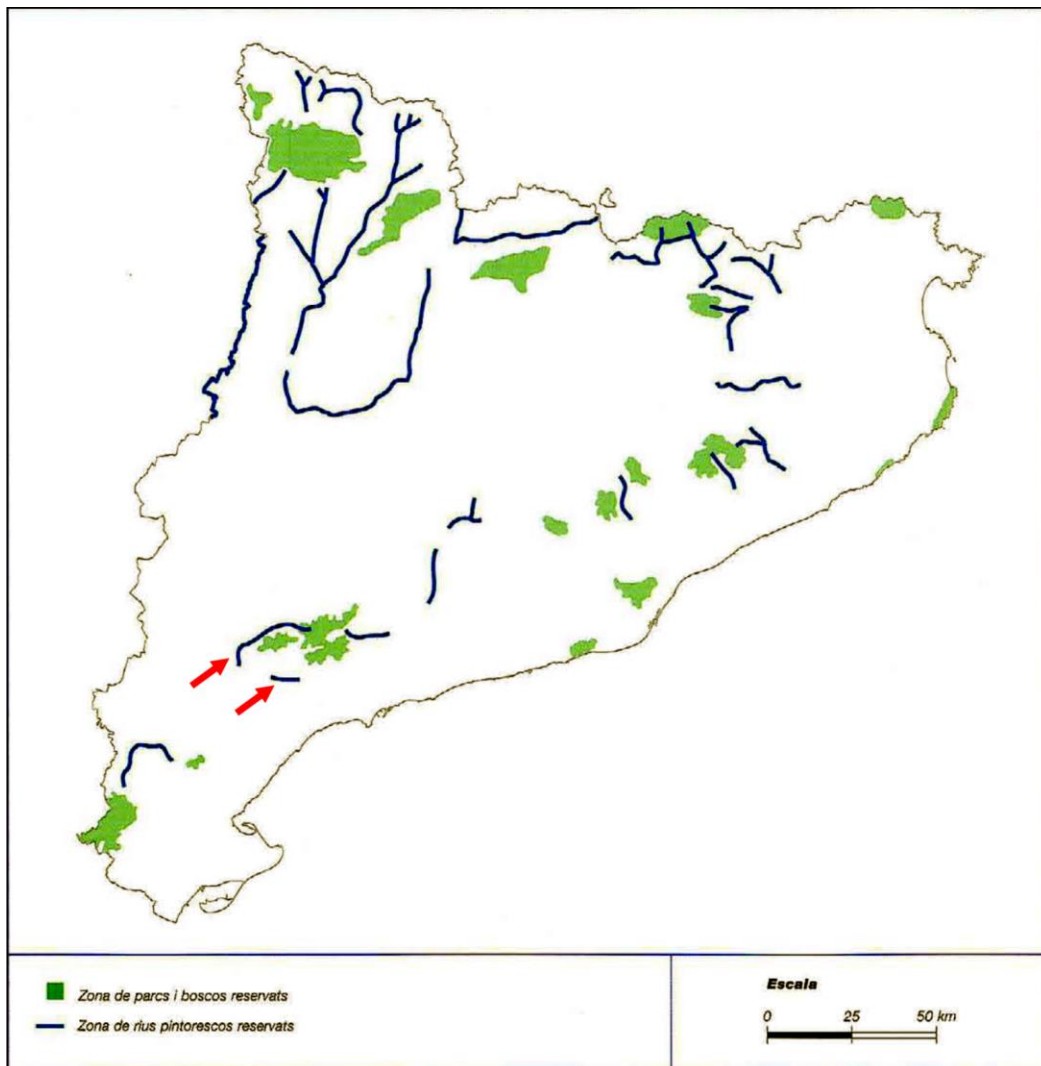 Zona de parcs i boscos reservats
Zona de rius pintorescos reservats
Escala
0 25 50 km